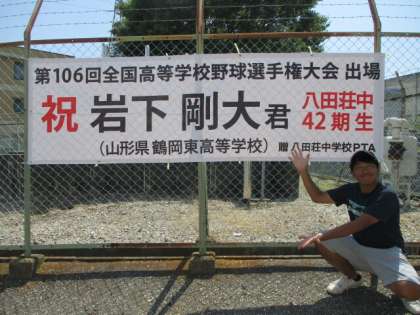 第106回全国高等学校野球選手権大会 出場
祝 岩下 剛大君 八田荘中
42期生
（山形県 鶴岡東高等学校） 贈 八田荘中学校PTA